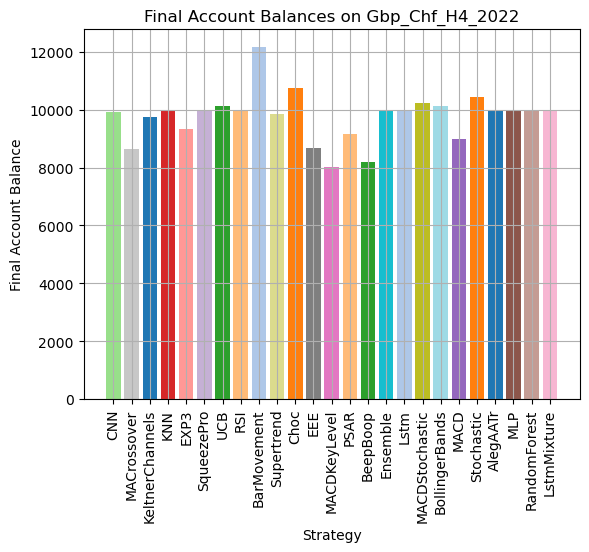 Final Account Balances on Gbp_Chf_H4_2022
Final Account Balance
12000
10000
8000
6000
4000
2000
0
CNN
MACrossover
KeltnerChannels
KNN
EXP3
SqueezePro
UCB
RSI
BarMovement
Supertrend
Choc
EEE
MACDKeyLevel
PSAR
BeepBoop
Ensemble
Lstm
MACDStochastic
BollingerBands
MACD
Stochastic
AlegAATr
MLP
RandomForest
LstmMixture
Strategy